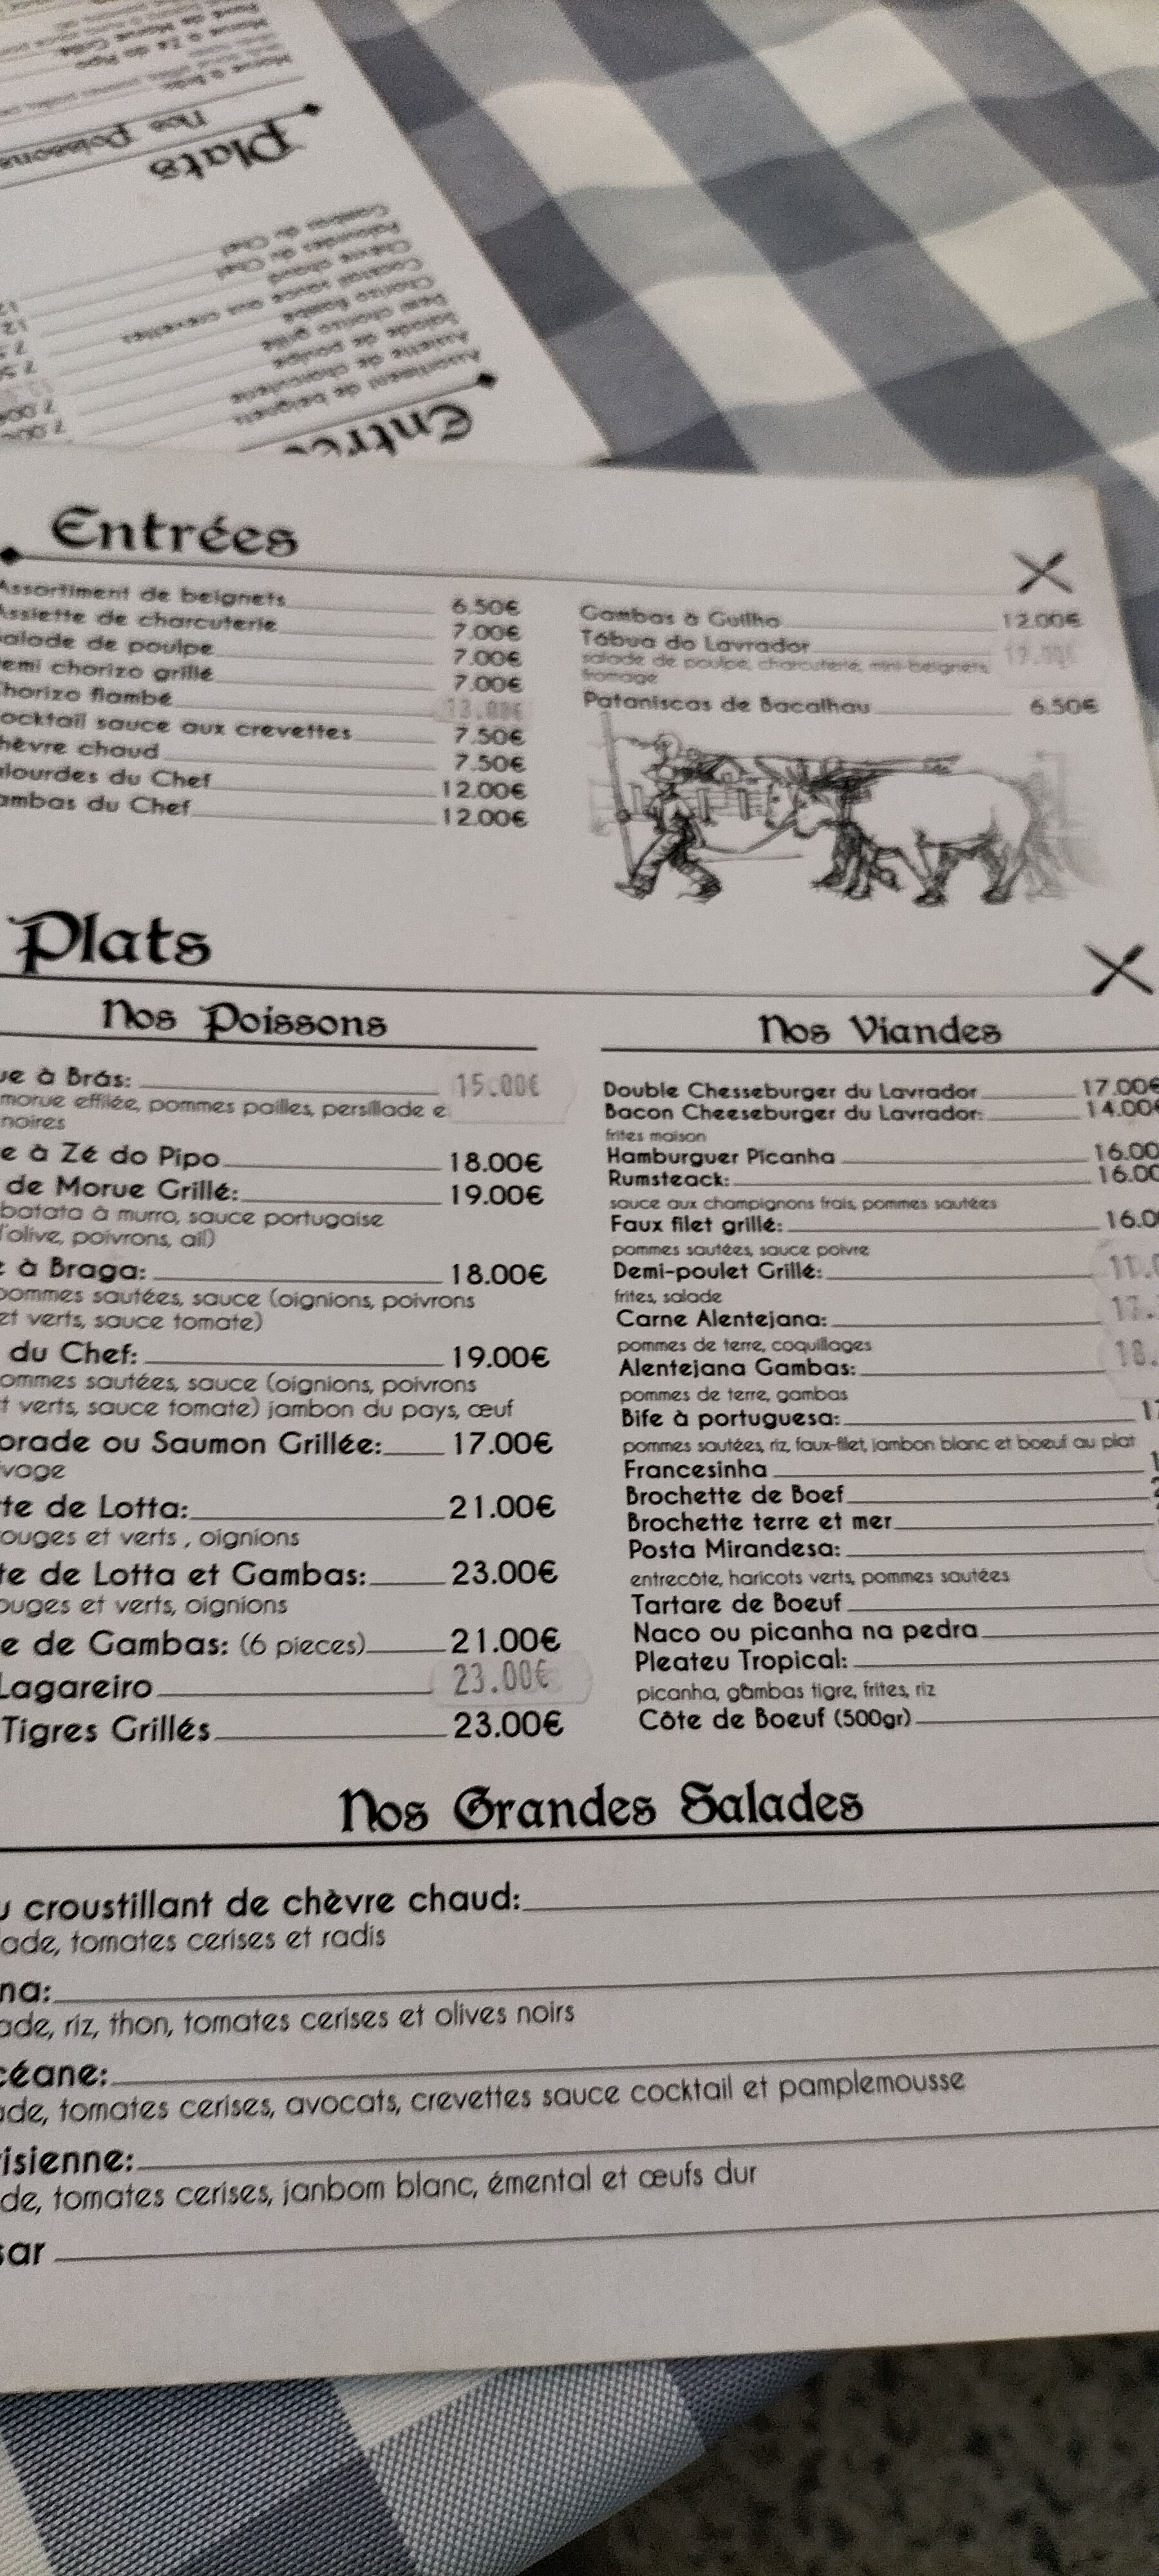 Plats
Nos Poissons
Entrées
Assortiment de beignets 6.50€
Assiette de charcuterie 7.00€
alade de poulpe 7.00€
emi chorizo grillé 7.00€
horizo flambé 13.00€
ocktail sauce aux crevettes 7.50€
hèvre chaud 7.50€
lourdes du Chef 12.00€
ambas du Chef 12.00€
Gambas à Guilho 12.00€
Tábua do Lavrador
salade de poulpe, charcuterie, mini-beignets,
fromage
Pataniscas de Bacalhau 6.50€
Plats
Nos Poissons
ue à Brás: 15.00€
morue effilée, pommes pailles, persillade e
noires
e à Zé do Pipo 18.00€
de Morue Grillé: 19.00€
batata à murro, sauce portugaise
l'olive, poivrons, ail)
e à Braga: 18.00€
pommes sautées, sauce (oignions, poivrons
et verts, sauce tomate)
du Chef: 19.00€
ommes sautées, sauce (oignions, poivrons
t verts, sauce tomate) jambon du pays, œuf
orade ou Saumon Grillée: 17.00€
vage
te de Lotta: 21.00€
ouges et verts , oignions
te de Lotta et Gambas: 23.00€
ouges et verts, oignions
e de Gambas: (6 pieces) 21.00€
Lagareiro 23.00€
Tigres Grillés 23.00€
Nos Viandes
Double Chesseburger du Lavrador 17.00€
Bacon Cheeseburger du Lavrador: 14.00€
frites maison
Hamburguer Picanha 16.00
Rumsteack: 16.00
sauce aux champignons frais, pommes sautées
Faux filet grillé: 16.0
pommes sautées, sauce poivre
Demi-poulet Grillé:
frites, salade
Carne Alentejana:
pommes de terre, coquillages
Alentejana Gambas: 18.
pommes de terre, gambas
Bife à portuguesa: 17
pommes sautées, riz, faux-filet, jambon blanc et boeuf au plat
Francesinha
Brochette de Boef
Brochette terre et mer
Posta Mirandesa:
entrecôte, haricots verts, pommes sautées
Tartare de Boeuf
Naco ou picanha na pedra
Pleateu Tropical:
picanha, gambas tigre, frites, riz
Côte de Boeuf (500gr)
Nos Grandes Salades
u croustillant de chèvre chaud:
ade, tomates cerises et radis
na:
ade, riz, thon, tomates cerises et olives noirs
céane:
ade, tomates cerises, avocats, crevettes sauce cocktail et pamplemousse
isienne:
de, tomates cerises, janbom blanc, émental et œufs dur
sar